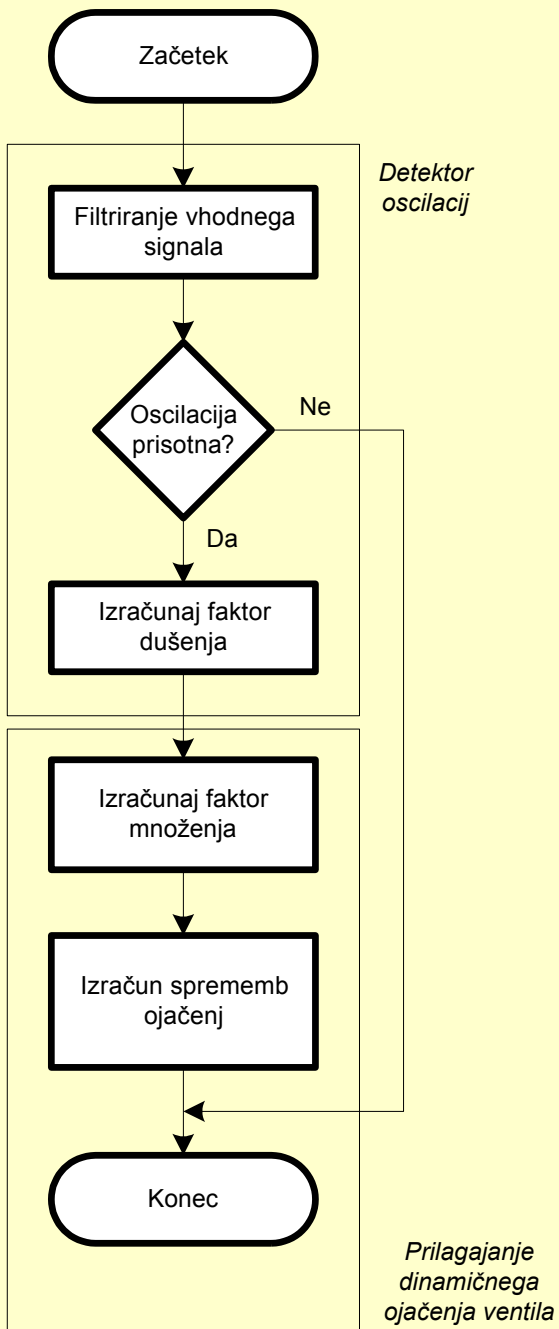 Začetek
Detektor
oscilacij
Filtriranje vhodnega
signala
Oscilacija
prisotna?
Ne
Da
Izračunaj faktor
dušenja
Izračunaj faktor
množenja
Izračun sprememb
ojačenj
Konec
Prilagajanje
dinamičnega
ojačenja ventila